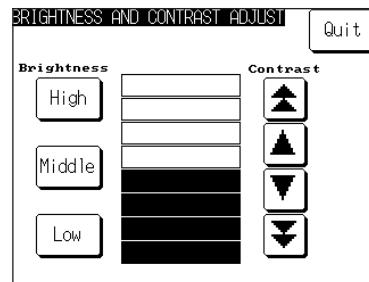 BRIGHTNESS AND CONTRAST ADJUST
Quit
Brightness
Contrast
High
Middle
Low